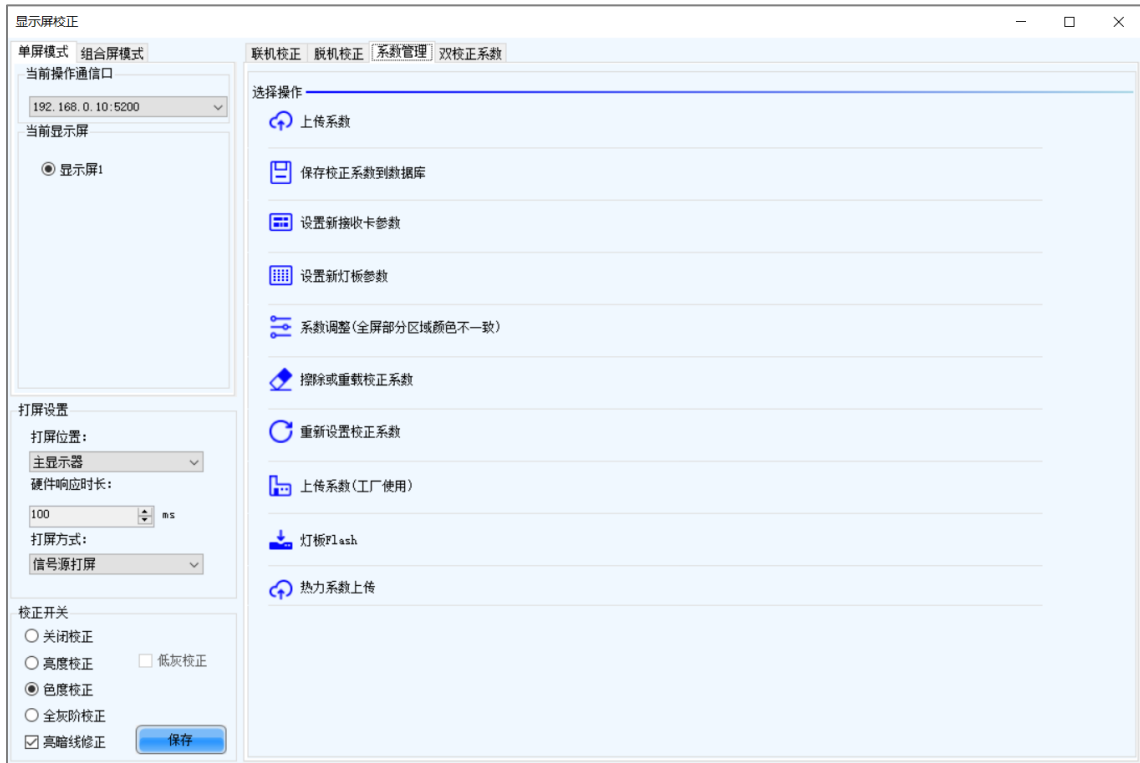 显示屏校正
单屏模式 组合屏模式
当前操作通信口
192.168.0.10:5200
当前显示屏
显示屏1
打屏设置
打屏位置:
主显示器
硬件响应时长:
100 ms
打屏方式:
信号源打屏
校正开关
关闭校正
亮度校正 低灰校正
色度校正
全灰阶校正
亮暗线修正 保存
联机校正 脱机校正 系数管理 双校正系数
选择操作
上传系数
保存校正系数到数据库
设置新接收卡参数
设置新灯板参数
系数调整(全屏部分区域颜色不一致)
擦除或重载校正系数
重新设置校正系数
上传系数(工厂使用)
灯板Flash
热力系数上传